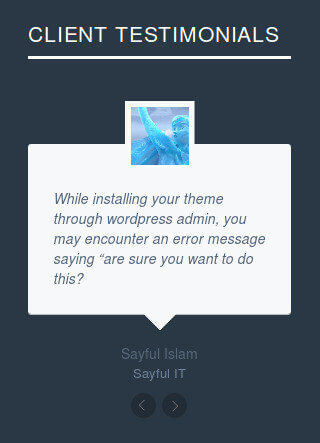 CLIENT TESTIMONIALS
While installing your theme
through wordpress admin, you
may encounter an error message
saying “are sure you want to do
this?
Sayful Islam
Sayful IT